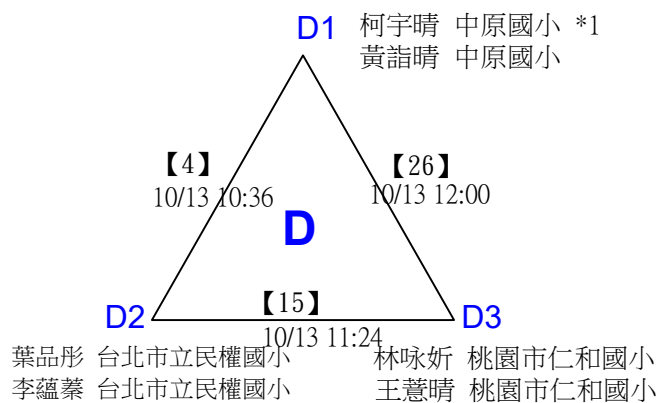 D1 柯宇晴 中原國小 *1
黃詣晴 中原國小
【4】
10/13 10:36
【26】
10/13 12:00
D
【15】
10/13 11:24
D2
D3
葉品彤 台北市立民權國小
李蘊蓁 台北市立民權國小
林咏妡 桃園市仁和國小
王薏晴 桃園市仁和國小